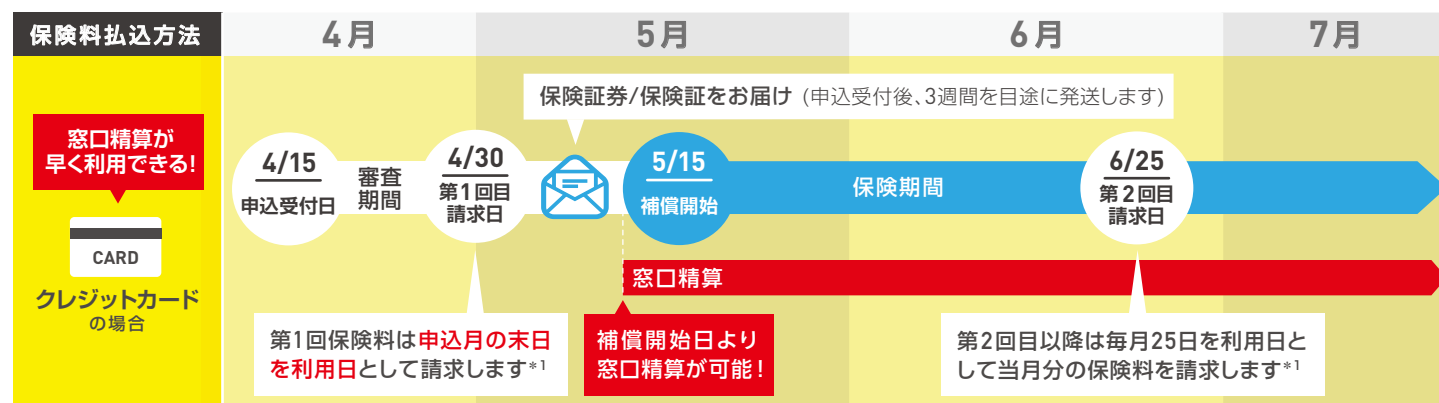 保険料払込方法
4月
5月
6月
7月
窓口精算が
早く利用できる!
CARD
クレジットカード
の場合
保険証券/保険証をお届け (申込受付後、3週間を目途に発送します)
4/15
申込受付日
審査
期間
4/30
第1回目
請求日
5/15
補償開始
保険期間
6/25
第2回目
請求日
窓口精算
第1回保険料は申込月の末日
を利用日として請求します*1
補償開始日より
窓口精算が可能!
第2回目以降は毎月25日を利用日と
して当月分の保険料を請求します*1